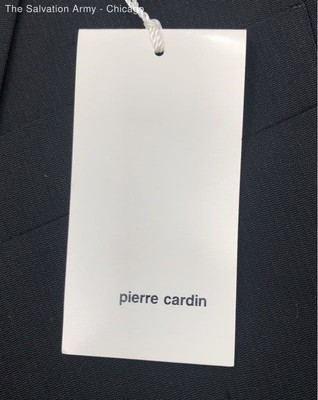 The Salvation Army - Chicago
pierre cardin